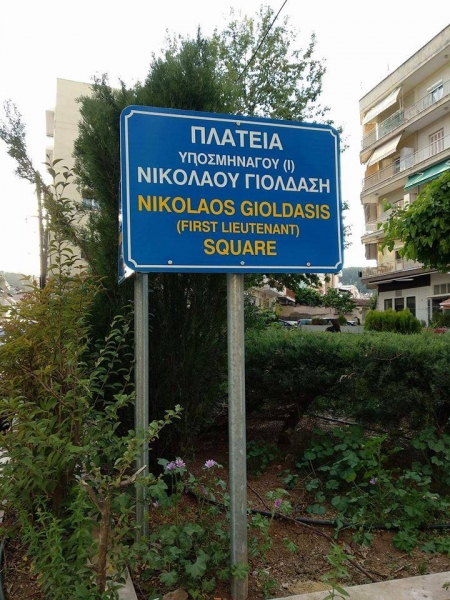 ΠΛΑΤΕΙΑ
ΥΠΟΣΜΗΝΑΓΟΥ (Ι)
ΝΙΚΟΛΑΟΥ ΓΙΟΛΔΑΣΗ
NIKOLAOS GIOLDASIS
(FIRST LIEUTENANT)
SQUARE